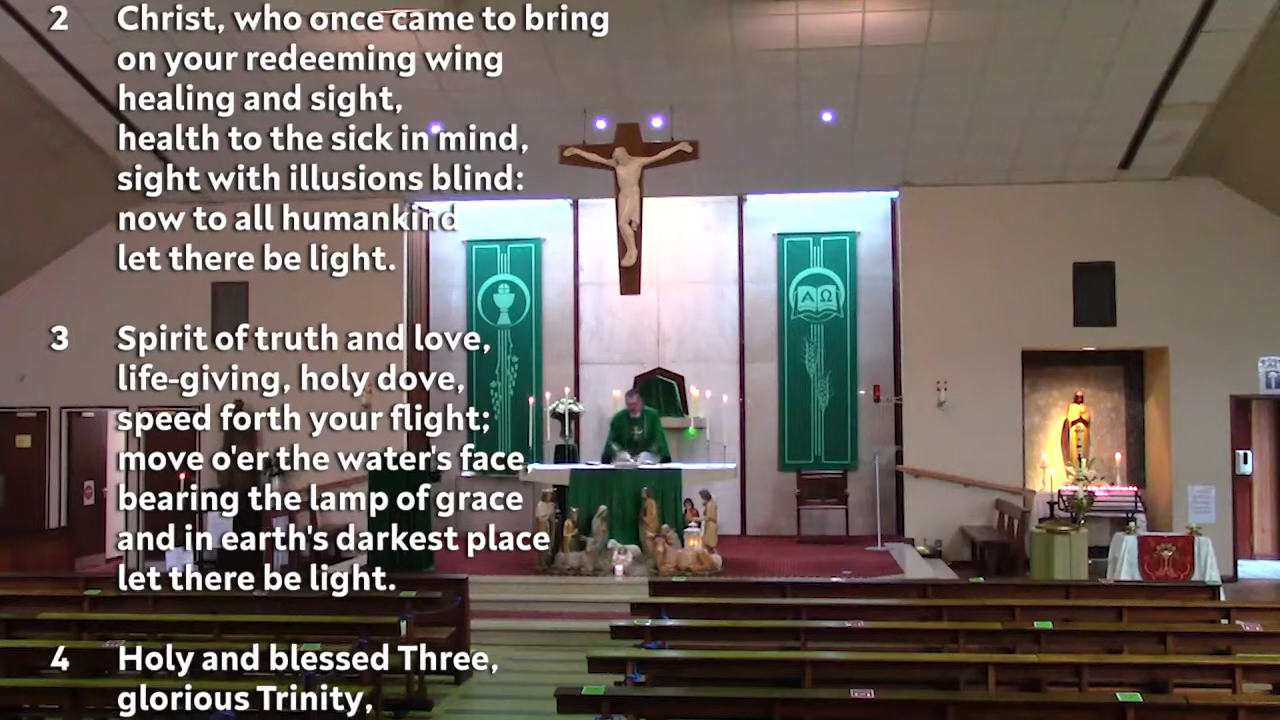 2 Christ, who once came to bring
on your redeeming wing
healing and sight,
health to the sick in mind,
sight with illusions blind:
now to all humankind
let there be light.
3 Spirit of truth and love,
life-giving, holy dove,
speed forth your flight;
move o'er the water's face,
bearing the lamp of grace
and in earth's darkest place
let there be light.
4 Holy and blessed Three,
glorious Trinity,
Α Ω